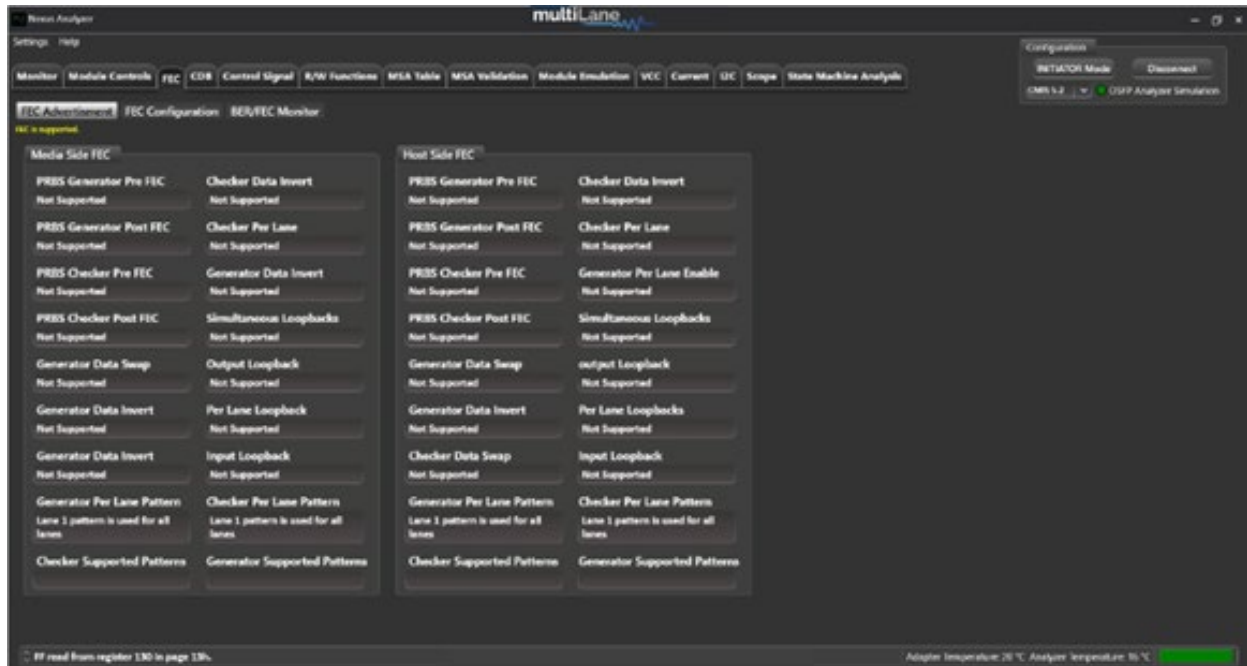 Nexus Analyzer
multiLane
Settings Help
Configuration
INITIATOR Mode Disconnect
CMIS 5.2 OSFP Analyzer Simulation
Monitor Module Controls FEC CDB Control Signal R/W Functions MSA Table MSA Validation Module Emulation VCC Current I2C Scope State Machine Analysis
FEC Advertisment FEC Configuration BER/FEC Monitor
FEC is supported.
Media Side FEC
PRBS Generator Pre FEC Checker Data Invert
Not Supported Not Supported
PRBS Generator Post FEC Checker Per Lane
Not Supported Not Supported
PRBS Checker Pre FEC Generator Data Invert
Not Supported Not Supported
PRBS Checker Post FEC Simultaneous Loopbacks
Not Supported Not Supported
Generator Data Swap Output Loopback
Not Supported Not Supported
Generator Data Invert Per Lane Loopback
Not Supported Not Supported
Generator Data Invert Input Loopback
Not Supported Not Supported
Generator Per Lane Pattern Checker Per Lane Pattern
Lane 1 pattern is used for all Lane 1 pattern is used for all
lanes lanes
Checker Supported Patterns Generator Supported Patterns
Host Side FEC
PRBS Generator Pre FEC Checker Data Invert
Not Supported Not Supported
PRBS Generator Post FEC Checker Per Lane
Not Supported Not Supported
PRBS Checker Pre FEC Generator Per Lane Enable
Not Supported Not Supported
PRBS Checker Post FEC Simultaneous Loopbacks
Not Supported Not Supported
Generator Data Swap output Loopback
Not Supported Not Supported
Generator Data Invert Per Lane Loopbacks
Not Supported Not Supported
Checker Data Swap Input Loopback
Not Supported Not Supported
Generator Per Lane Pattern Checker Per Lane Pattern
Lane 1 pattern is used for all Lane 1 pattern is used for all
lanes lanes
Checker Supported Patterns Generator Supported Patterns
FF read from register 130 in page 13h.
Adapter temperature: °C Analyzer temperature: °C